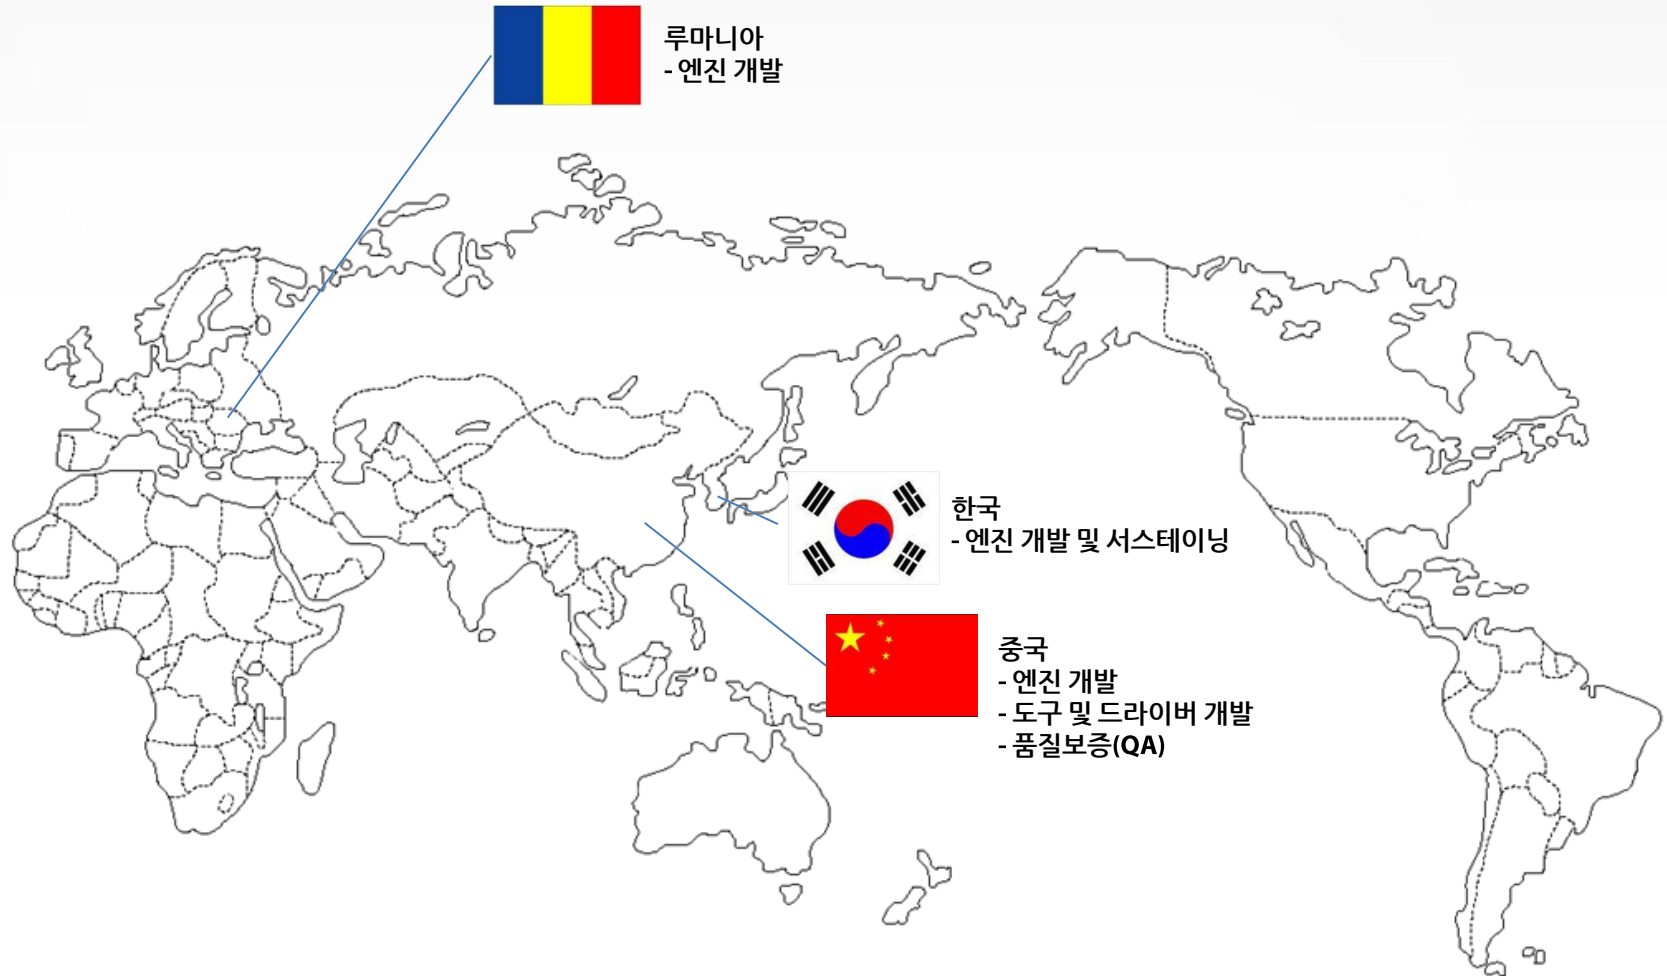 루마니아
- 엔진 개발
한국
- 엔진 개발 및 서스테이닝
중국
- 엔진 개발
- 도구 및 드라이버 개발
- 품질보증(QA)